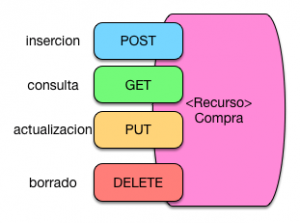 insercion
POST
consulta
GET
actualizacion
PUT
borrado
DELETE
<Recurso>
Compra